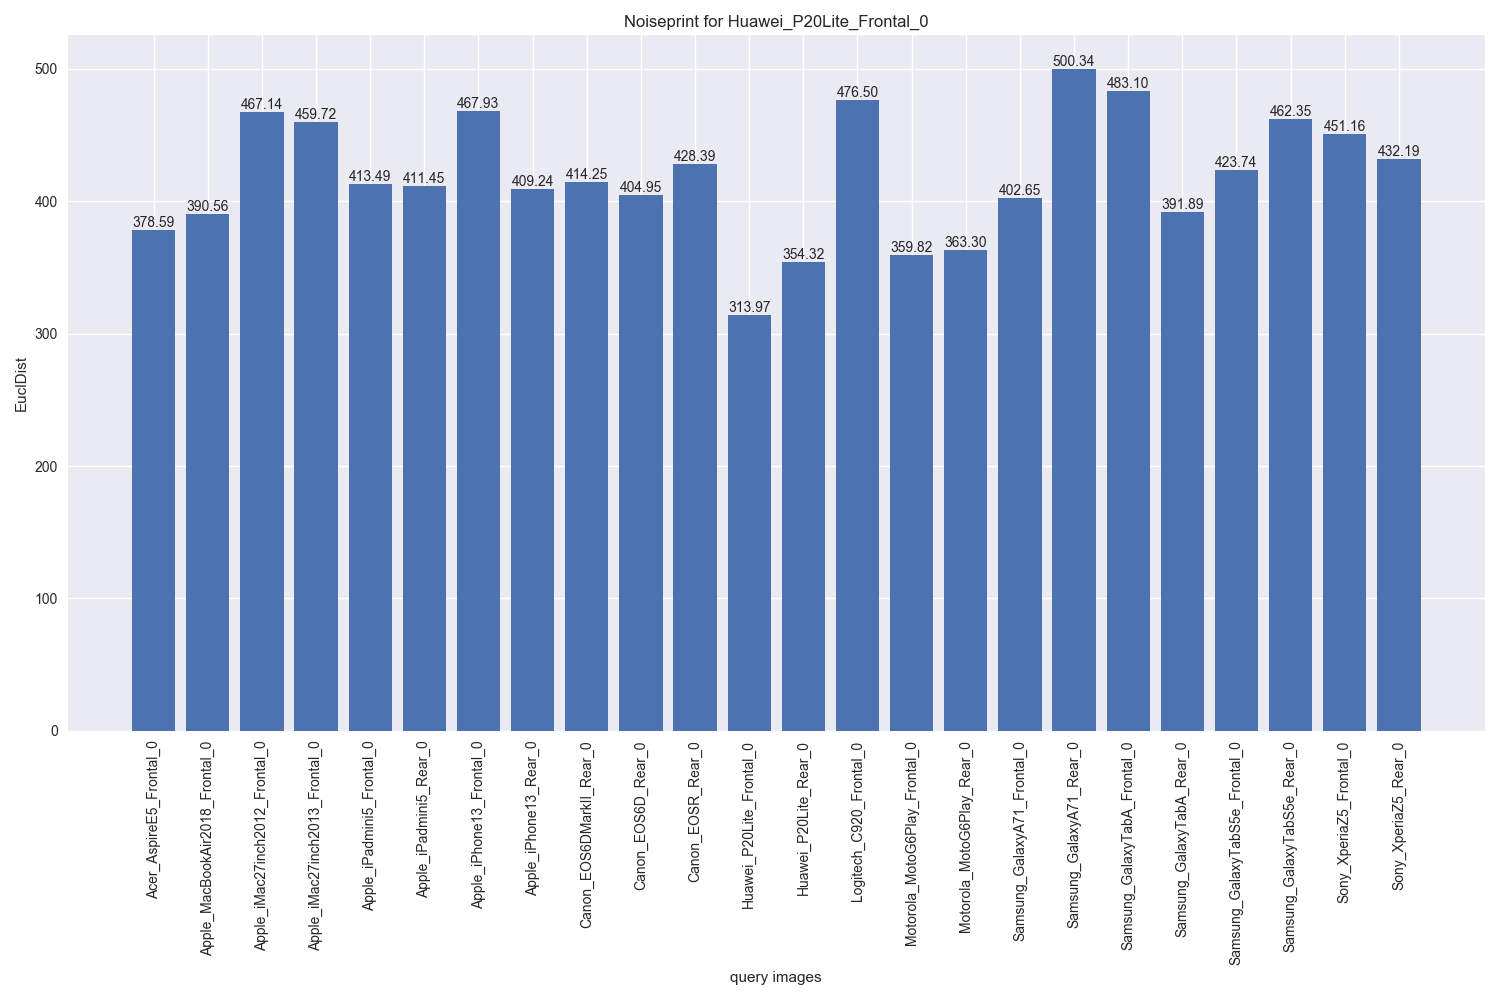 Noiseprint for Huawei_P20Lite_Frontal_0
EuclDist
500
400
300
200
100
0
378.59
390.56
467.14
459.72
413.49
411.45
467.93
409.24
414.25
404.95
428.39
313.97
354.32
476.50
359.82
363.30
402.65
500.34
483.10
391.89
423.74
462.35
451.16
432.19
Acer_AspireE5_Frontal_0
Apple_MacBookAir2018_Frontal_0
Apple_iMac27inch2012_Frontal_0
Apple_iMac27inch2013_Frontal_0
Apple_iPadmini5_Frontal_0
Apple_iPadmini5_Rear_0
Apple_iPhone13_Frontal_0
Apple_iPhone13_Rear_0
Canon_EOS6DMarkII_Rear_0
Canon_EOS6D_Rear_0
Canon_EOSR_Rear_0
Huawei_P20Lite_Frontal_0
Huawei_P20Lite_Rear_0
Logitech_C920_Frontal_0
Motorola_MotoG6Play_Frontal_0
Motorola_MotoG6Play_Rear_0
Samsung_GalaxyA71_Frontal_0
Samsung_GalaxyA71_Rear_0
Samsung_GalaxyTabA_Frontal_0
Samsung_GalaxyTabA_Rear_0
Samsung_GalaxyTabS5e_Frontal_0
Samsung_GalaxyTabS5e_Rear_0
Sony_XperiaZ5_Frontal_0
Sony_XperiaZ5_Rear_0
query images